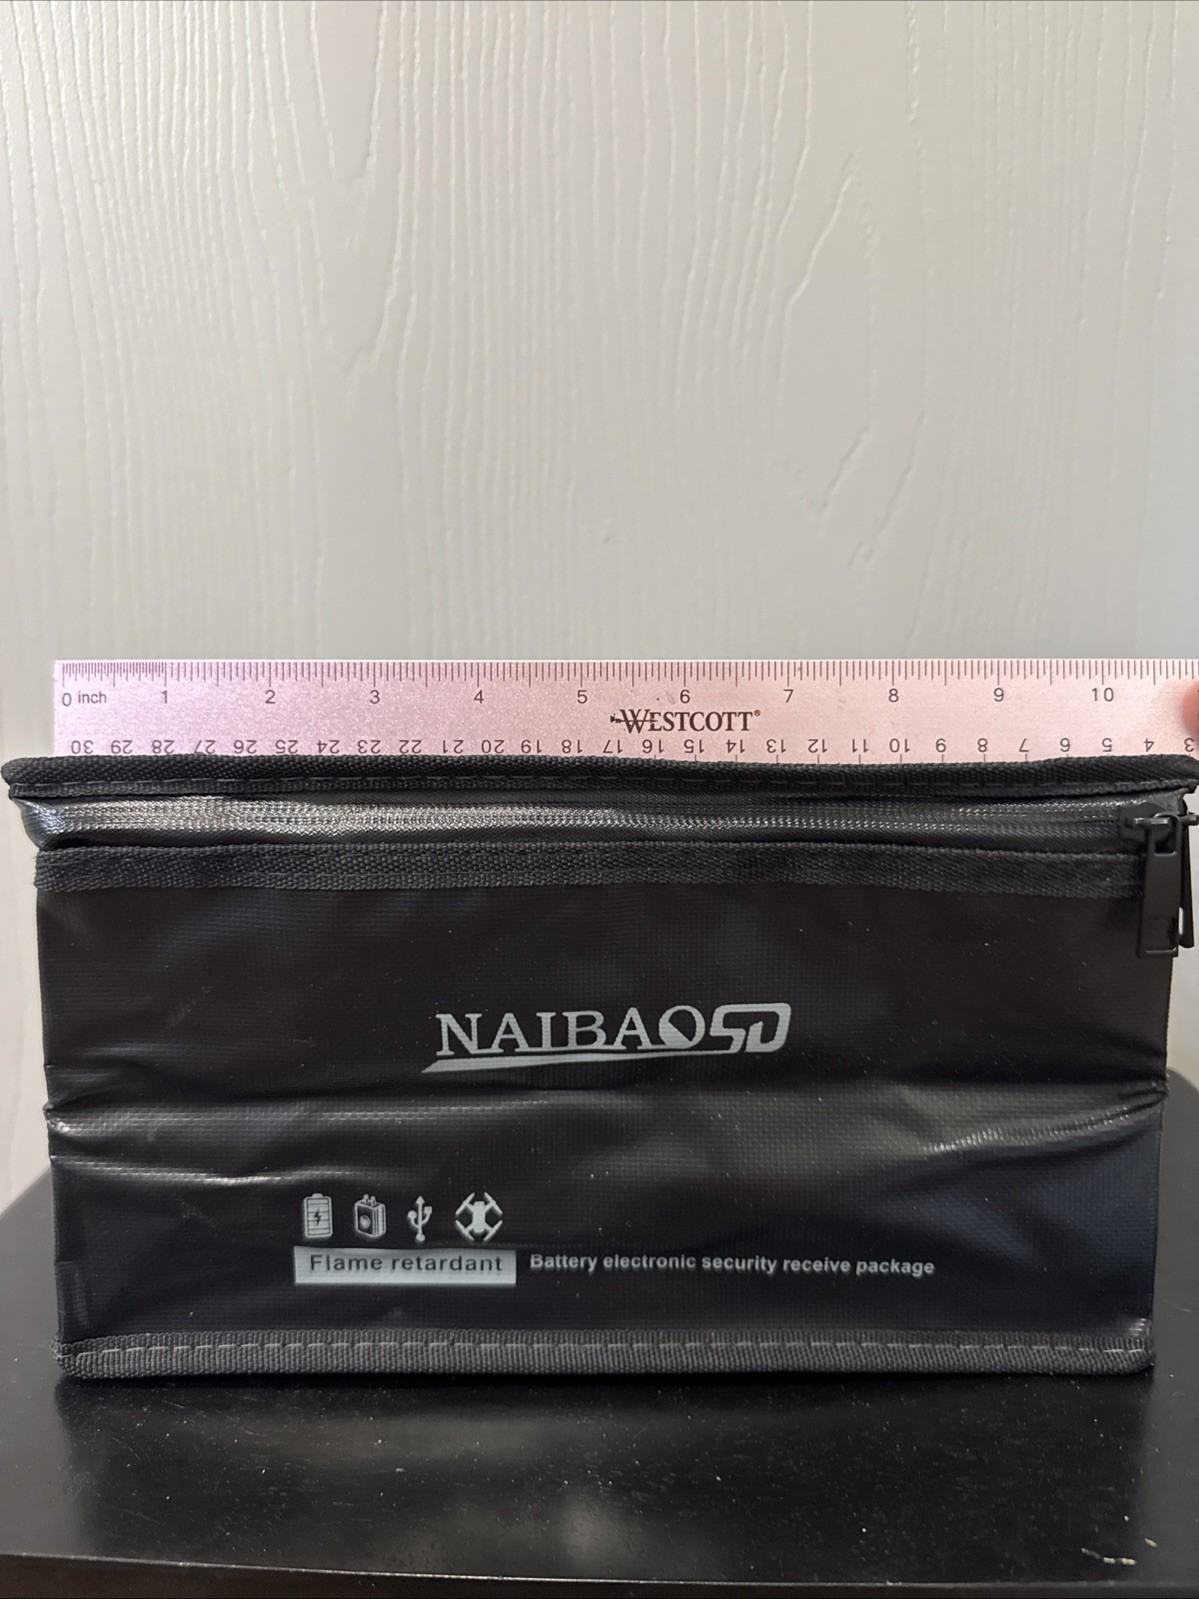 0 inch 1 2 3 4 5 6 7 8 9 10
WESTCOTT®
30 29 28 27 26 25 24 23 22 21 20 19 18 17 16 15 14 13 12 11 10 9 8 7 6 5 4 3
NAIBAOSD
Flame retardant Battery electronic security receive package